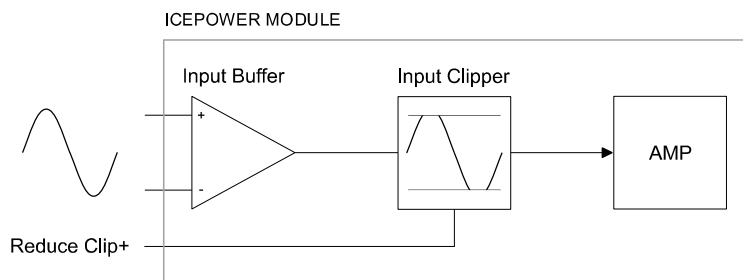 ICEPOWER MODULE
Input Buffer
Input Clipper
+
-
AMP
Reduce Clip+